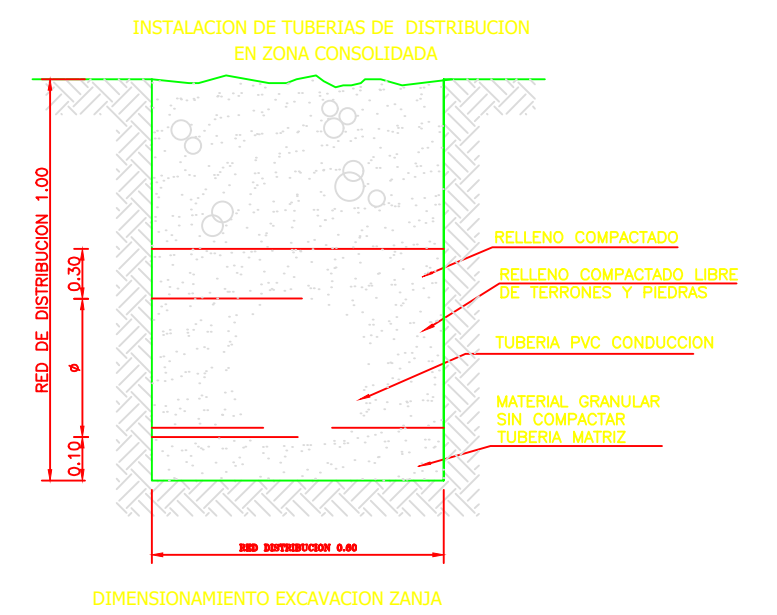 INSTALACION DE TUBERIAS DE DISTRIBUCION
EN ZONA CONSOLIDADA
RED DE DISTRIBUCION 1.00
0.30
ø
0.10
RELLENO COMPACTADO
RELLENO COMPACTADO LIBRE
DE TERRONES Y PIEDRAS
TUBERIA PVC CONDUCCION
MATERIAL GRANULAR
SIN COMPACTAR
TUBERIA MATRIZ
RED DISTRIBUCION 0.60
DIMENSIONAMIENTO EXCAVACION ZANJA